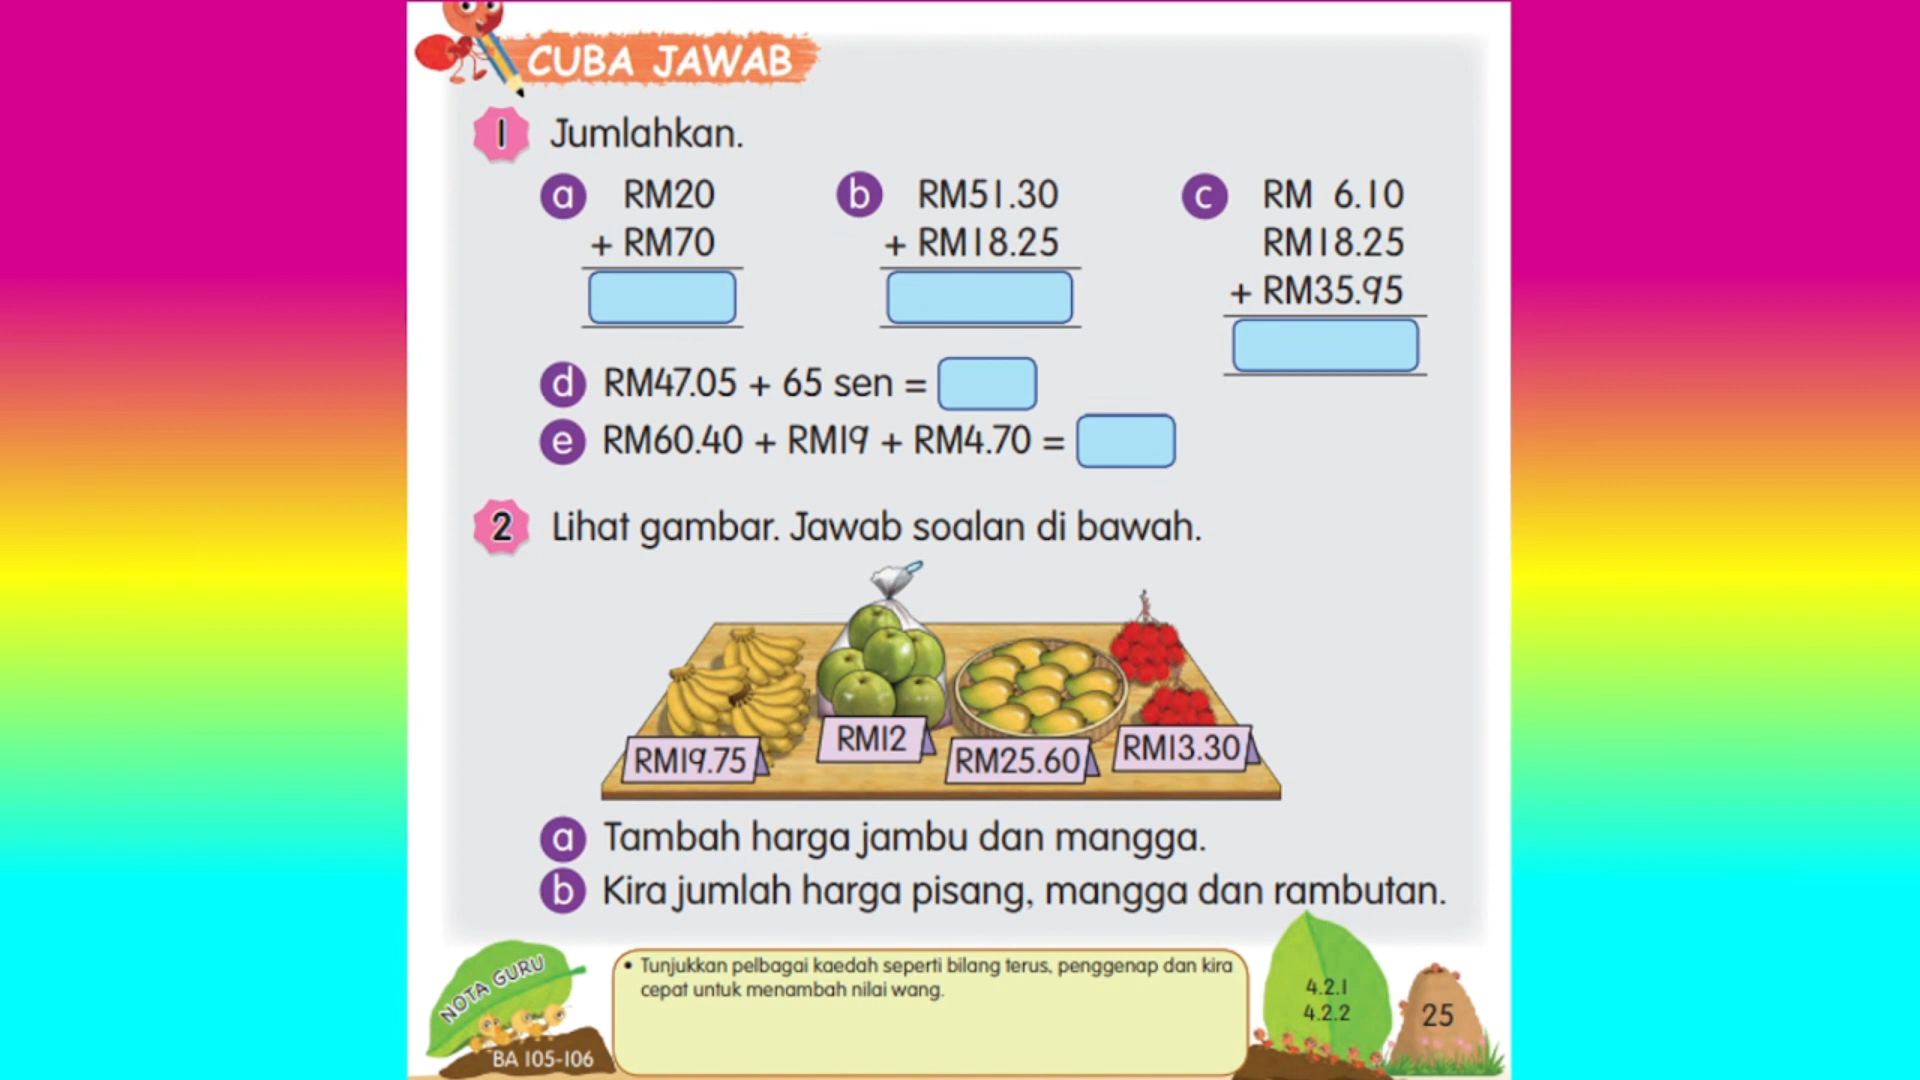 CUBA JAWAB
1 Jumlahkan.
a RM20
+ RM70
b RM51.30
+ RM18.25
c RM 6.10
RM18.25
+ RM35.95
d RM47.05 + 65 sen =
e RM60.40 + RM19 + RM4.70 =
2 Lihat gambar. Jawab soalan di bawah.
RM19.75
RM12
RM25.60
RM13.30
a Tambah harga jambu dan mangga.
b Kira jumlah harga pisang, mangga dan rambutan.
NOTA GURU
• Tunjukkan pelbagai kaedah seperti bilang terus, penggenap dan kira
cepat untuk menambah nilai wang.
BA 105-106
4.2.1
4.2.2
25